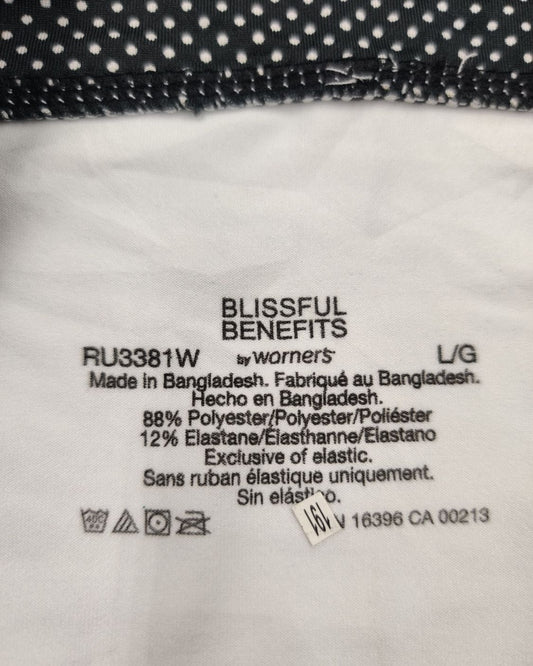 BLISSFUL
BENEFITS
by warner's
RU3381W
L/G
Made in Bangladesh. Fabriqué au Bangladesh.
Hecho en Bangladesh.
88% Polyester/Polyester/Poliéster
12% Elastane/Élasthanne/Elastano
Exclusive of elastic.
Sans ruban élastique uniquement.
Sin elástico.
16396 CA 00213